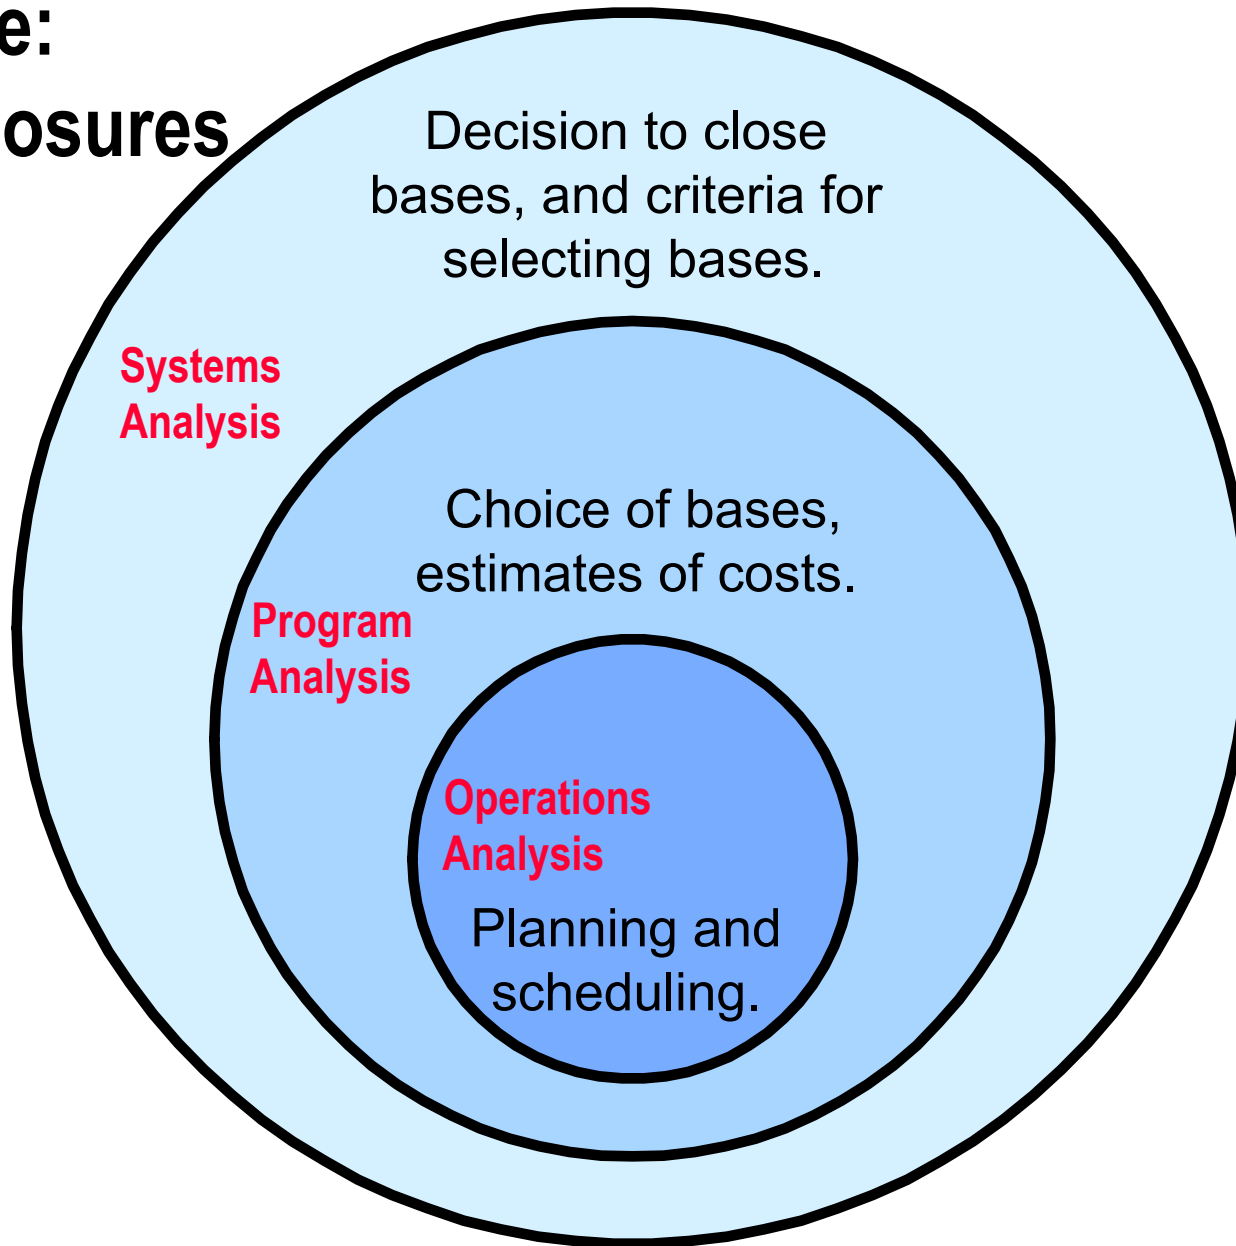 e:
osures
Decision to close
bases, and criteria for
selecting bases.
Systems
Analysis
Choice of bases,
estimates of costs.
Program
Analysis
Operations
Analysis
Planning and
scheduling.